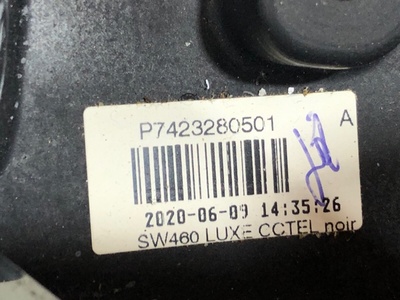 P7423280501
A
2020-06-09 14:35:26
SW460 LUXE CCTEL noir